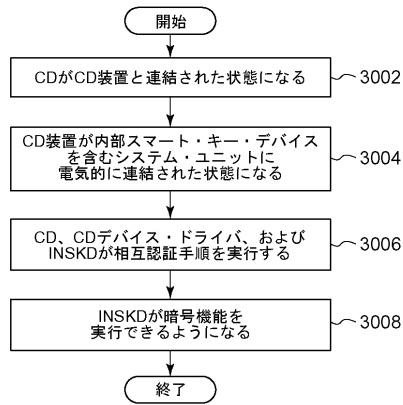 開始
CDがCD装置と連結された状態になる
3002
CD装置が内部スマート・キー・デバイス
を含むシステム・ユニットに
電気的に連結された状態になる
3004
CD、CDデバイス・ドライバ、および
INSKDが相互認証手順を実行する
3006
INSKDが暗号機能を
実行できるようになる
3008
終了